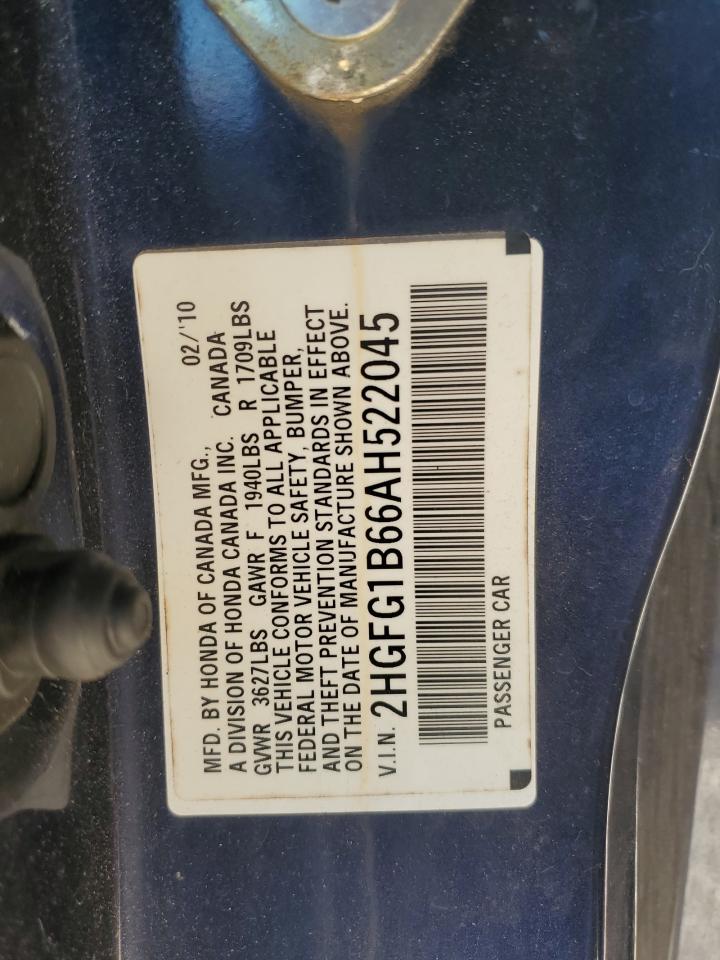 MFD. BY HONDA OF CANADA MFG., 02/'10
A DIVISION OF HONDA CANADA INC. CANADA
GVWR 3627LBS GAWR F 1940LBS R 1709LBS
THIS VEHICLE CONFORMS TO ALL APPLICABLE
FEDERAL MOTOR VEHICLE SAFETY, BUMPER,
AND THEFT PREVENTION STANDARDS IN EFFECT
ON THE DATE OF MANUFACTURE SHOWN ABOVE.
V.I.N. 2HGFG1B66AH522045
PASSENGER CAR